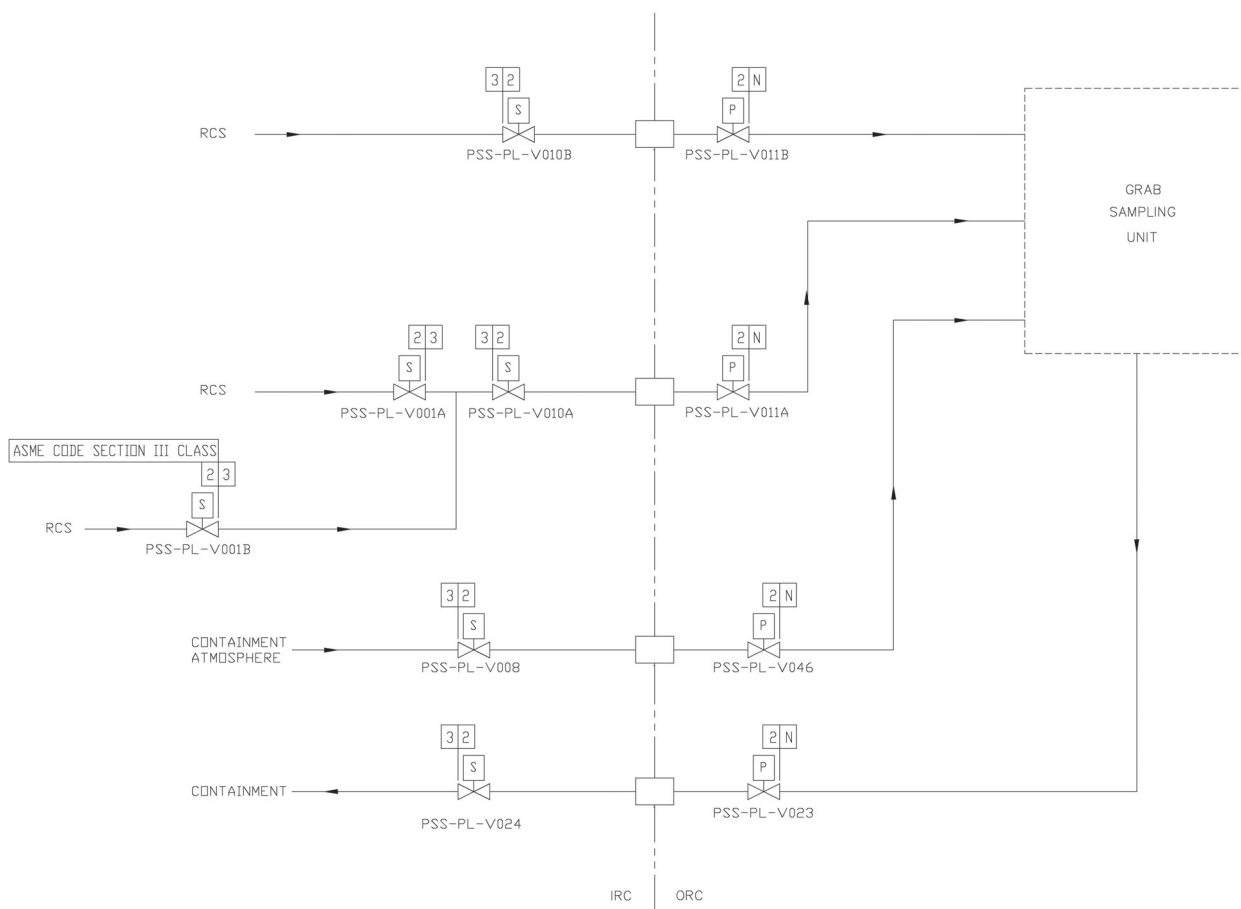 3 2
2 N
S
P
RCS
PSS-PL-V010B
PSS-PL-V011B
GRAB
SAMPLING
UNIT
2 3
3 2
2 N
S
S
P
RCS
PSS-PL-V001A
PSS-PL-V010A
PSS-PL-V011A
ASME CODE SECTION III CLASS
2 3
S
RCS
PSS-PL-V001B
3 2
2 N
S
P
CONTAINMENT
ATMOSPHERE
PSS-PL-V008
PSS-PL-V046
3 2
2 N
S
P
CONTAINMENT
PSS-PL-V024
PSS-PL-V023
IRC
ORC